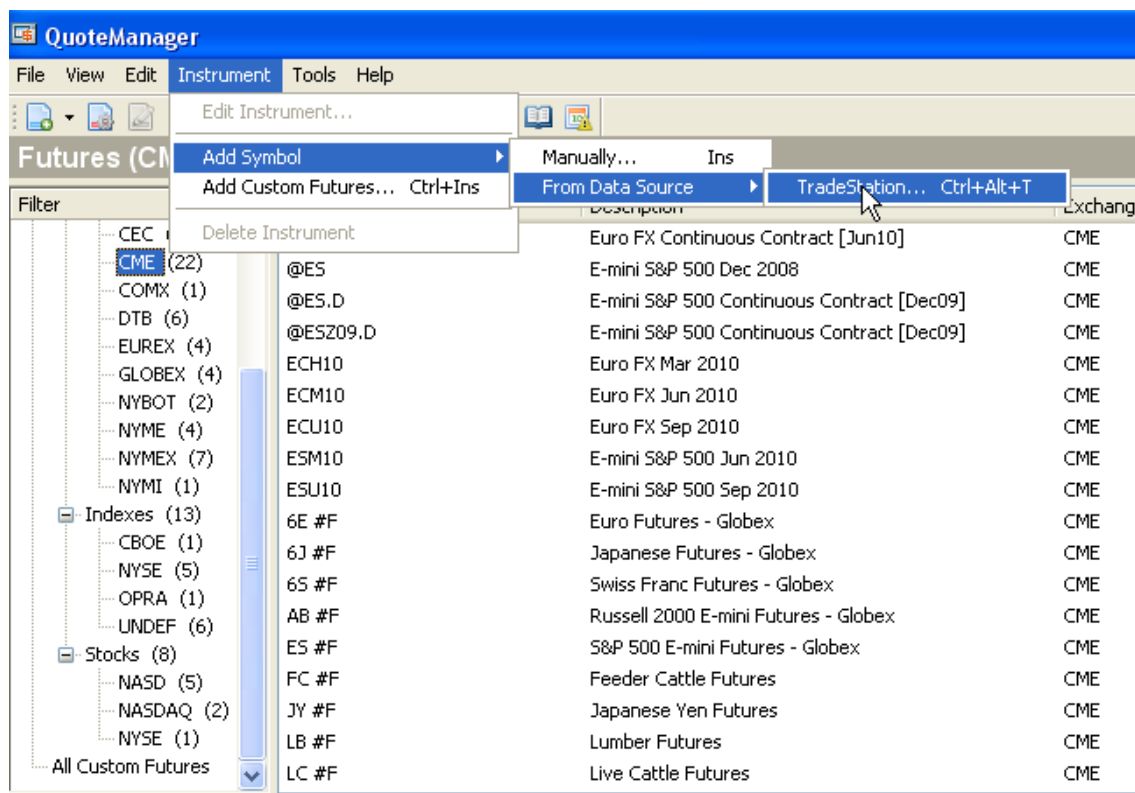 QuoteManager
File View Edit Instrument Tools Help
Edit Instrument...
Add Symbol
Manually... Ins
From Data Source
TradeStation... Ctrl+Alt+T
Add Custom Futures... Ctrl+Ins
Delete Instrument
Futures
Filter
Description
CEC
CME (22)
COMX (1)
DTB (6)
EUREX (4)
GLOBEX (4)
NYBOT (2)
NYME (4)
NYMEX (7)
NYMI (1)
Indexes (13)
CBOE (1)
NYSE (5)
OPRA (1)
UNDEF (6)
Stocks (8)
NASD (5)
NASDAQ (2)
NYSE (1)
All Custom Futures
Euro FX Continuous Contract [Jun10] CME
@ES E-mini S&P 500 Dec 2008 CME
@ES.D E-mini S&P 500 Continuous Contract [Dec09] CME
@ESZ09.D E-mini S&P 500 Continuous Contract [Dec09] CME
ECH10 Euro FX Mar 2010 CME
ECM10 Euro FX Jun 2010 CME
ECU10 Euro FX Sep 2010 CME
ESM10 E-mini S&P 500 Jun 2010 CME
ESU10 E-mini S&P 500 Sep 2010 CME
6E #F Euro Futures - Globex CME
6J #F Japanese Futures - Globex CME
6S #F Swiss Franc Futures - Globex CME
AB #F Russell 2000 E-mini Futures - Globex CME
ES #F S&P 500 E-mini Futures - Globex CME
FC #F Feeder Cattle Futures CME
JY #F Japanese Yen Futures CME
LB #F Lumber Futures CME
LC #F Live Cattle Futures CME